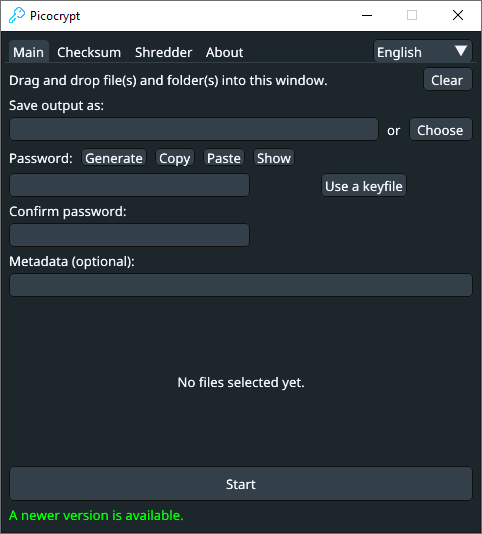 Picocrypt
Main Checksum Shredder About English
Drag and drop file(s) and folder(s) into this window. Clear
Save output as:
or Choose
Password: Generate Copy Paste Show
Use a keyfile
Confirm password:
Metadata (optional):
No files selected yet.
Start
A newer version is available.